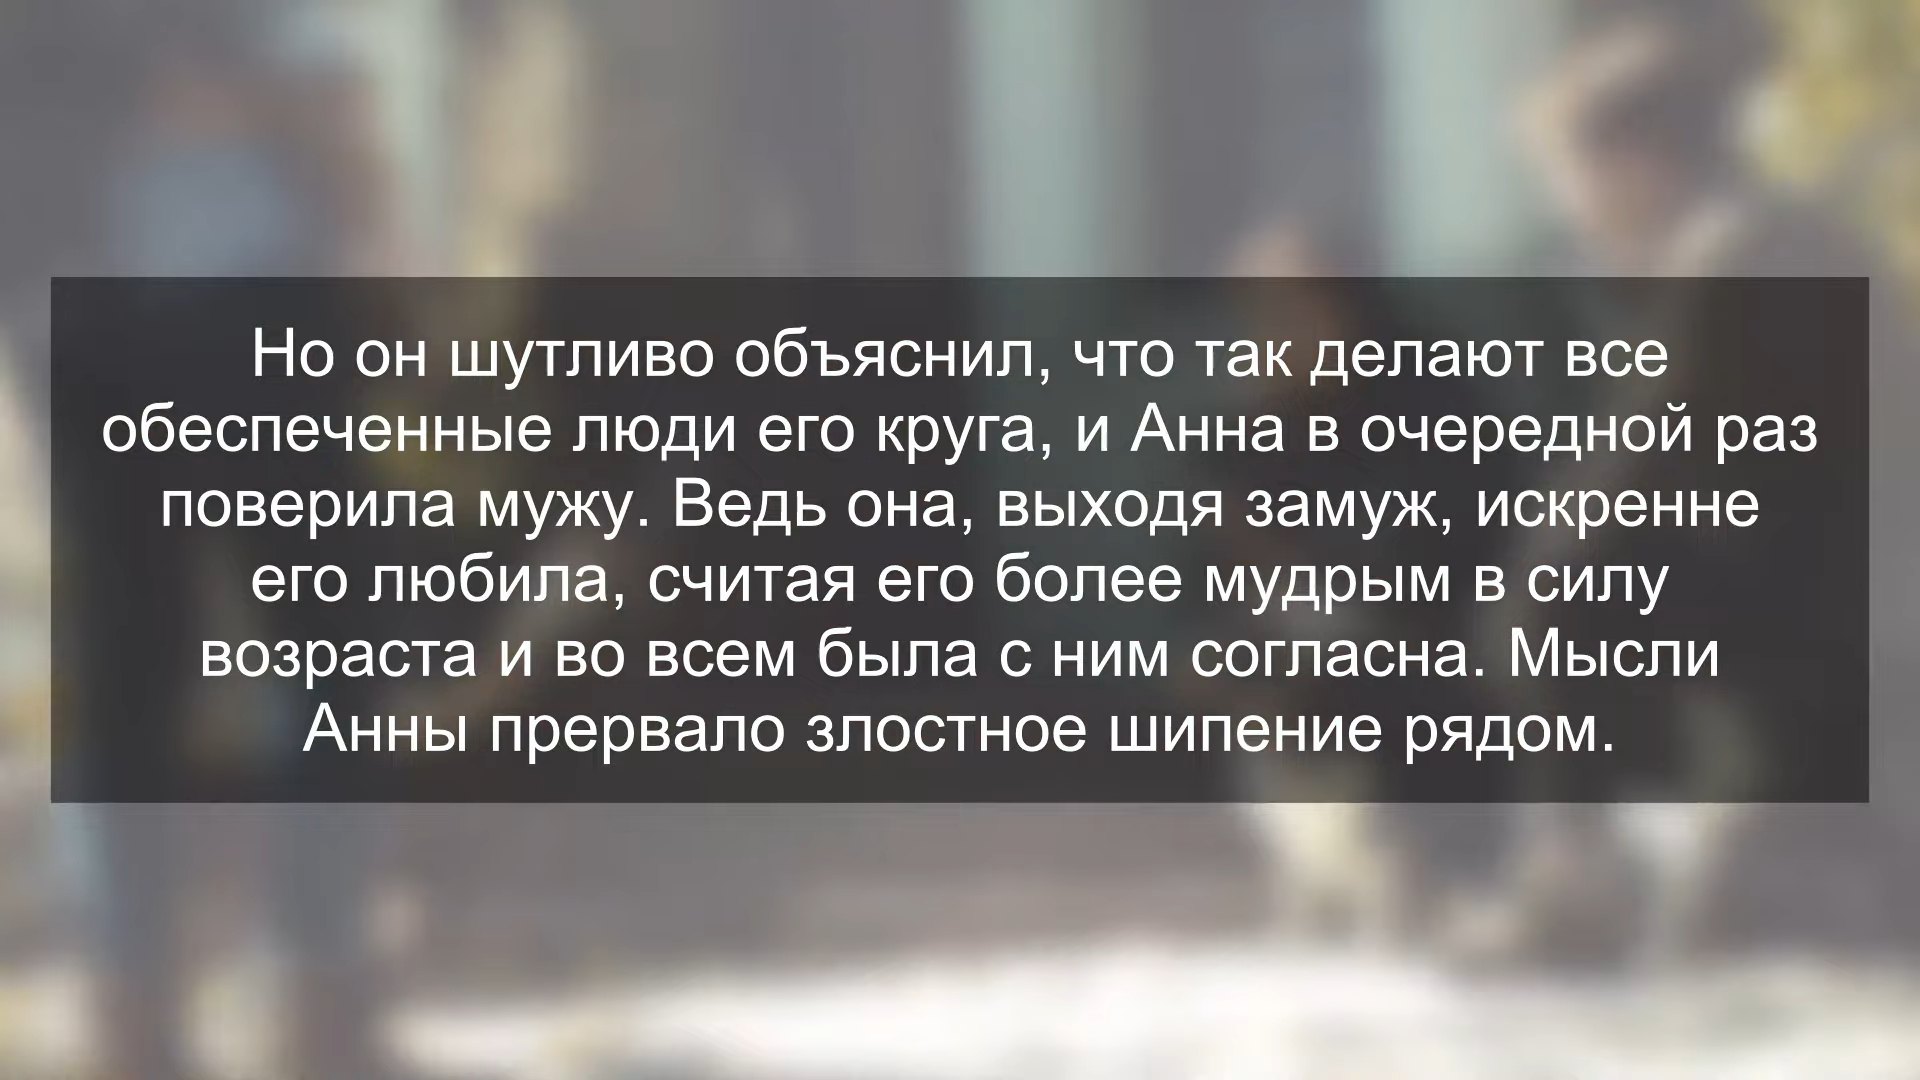 Но он шутливо объяснил, что так делают все
обеспеченные люди его круга, и Анна в очередной раз
поверила мужу. Ведь она, выходя замуж, искренне
его любила, считая его более мудрым в силу
возраста и во всем была с ним согласна. Мысли
Анны прервало злостное шипение рядом.